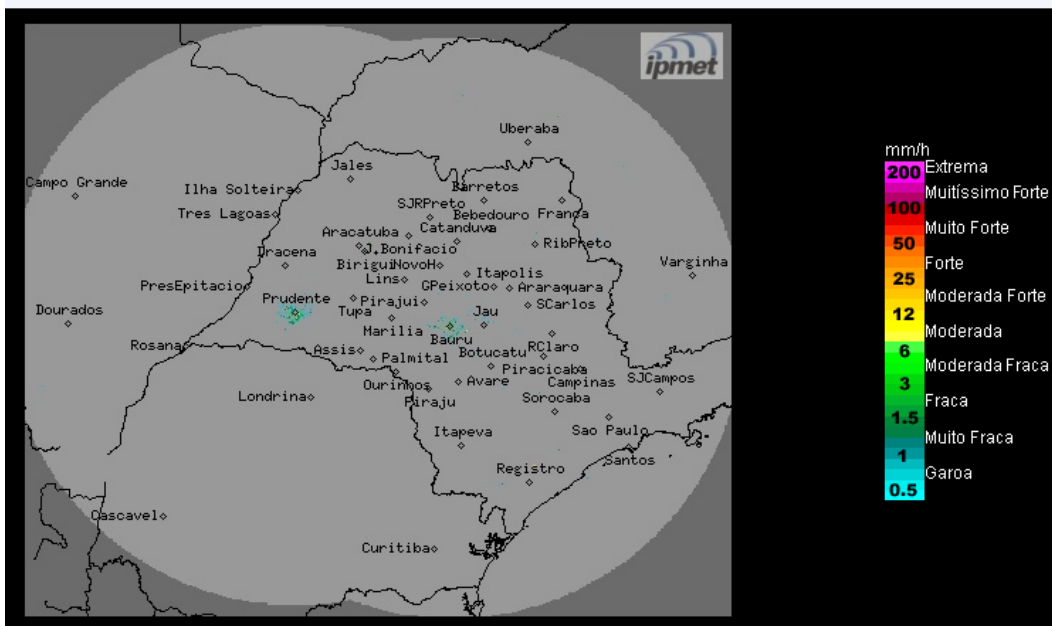 ipmet
Uberaba
Jales
Campo Grande
Ilha Solteira
Barretos
SJRPreto
Tres Lagoas
Bebedouro
Franca
Catanduva
Aracatuba
J.Bonifacio
RibPreto
Dracena
Birigui
NovoH
Itapolis
Varginha
Lins
GPeixoto
Araraquara
PresEpitacio
Prudente
Pirajui
SCarlos
Dourados
Tupa
Jau
Marilia
Bauru
Rosana
Assis
Botucatu
RClaro
Palmital
Piracicaba
SJCampos
Ourinhos
Avare
Campinas
Londrina
Piraju
Sorocaba
Itapeva
Sao Paulo
Santos
Registro
Cascavel
Curitiba
mm/h
200 Extrema
Muitíssimo Forte
100
Muito Forte
50
Forte
25
Moderada Forte
12
Moderada
6
Moderada Fraca
3
Fraca
1.5
Muito Fraca
1
Garoa
0.5